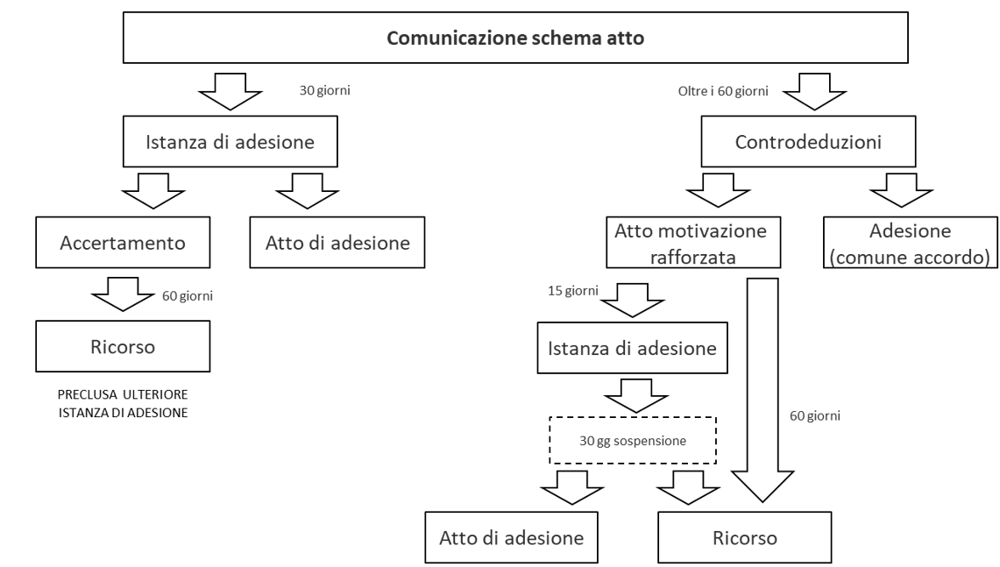 Comunicazione schema atto
30 giorni
Oltre i 60 giorni
Istanza di adesione
Controdeduzioni
Accertamento
Atto di adesione
Atto motivazione
rafforzata
Adesione
(comune accordo)
60 giorni
15 giorni
Ricorso
Istanza di adesione
PRECLUSA ULTERIORE
ISTANZA DI ADESIONE
60 giorni
30 gg sospensione
Atto di adesione
Ricorso